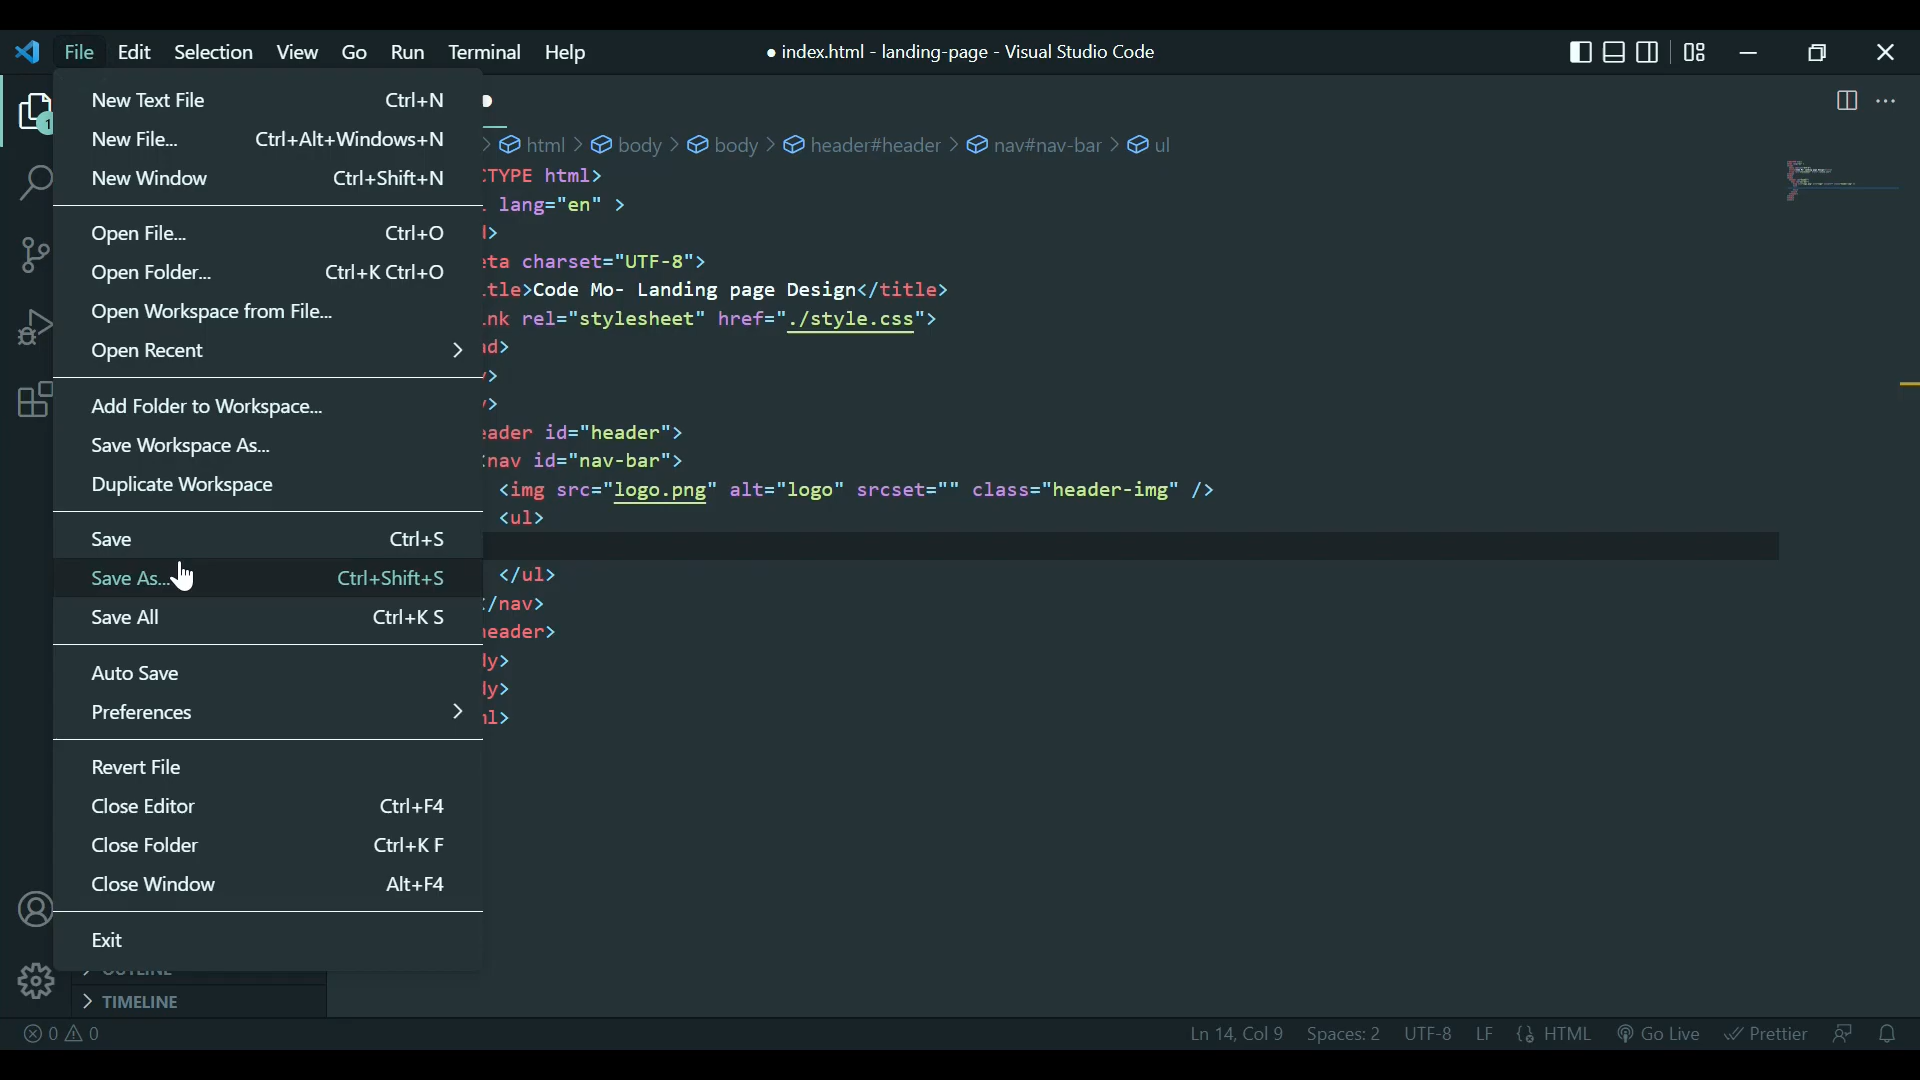 File Edit Selection View Go Run Terminal Help
● index.html - landing-page - Visual Studio Code
New Text File Ctrl+N
New File... Ctrl+Alt+Windows+N
New Window Ctrl+Shift+N
Open File... Ctrl+O
Open Folder... Ctrl+K Ctrl+O
Open Workspace from File...
Open Recent >
Add Folder to Workspace...
Save Workspace As...
Duplicate Workspace
Save Ctrl+S
Save As... Ctrl+Shift+S
Save All Ctrl+K S
Auto Save
Preferences >
Revert File
Close Editor Ctrl+F4
Close Folder Ctrl+K F
Close Window Alt+F4
Exit
1
TIMELINE
> html > body > body > header#header > nav#nav-bar > ul
CTYPE html>
lang="en" >
>
ta charset="UTF-8">
tle>Code Mo- Landing page Design</title>
nk rel="stylesheet" href="./style.css">
d>
>
>
eader id="header">
nav id="nav-bar">
<img src="logo.png" alt="logo" srcset="" class="header-img" />
<ul>
</ul>
/nav>
eader>
y>
y>
l>
0 0
Ln 14, Col 9 Spaces: 2 UTF-8 LF HTML Go Live Prettier